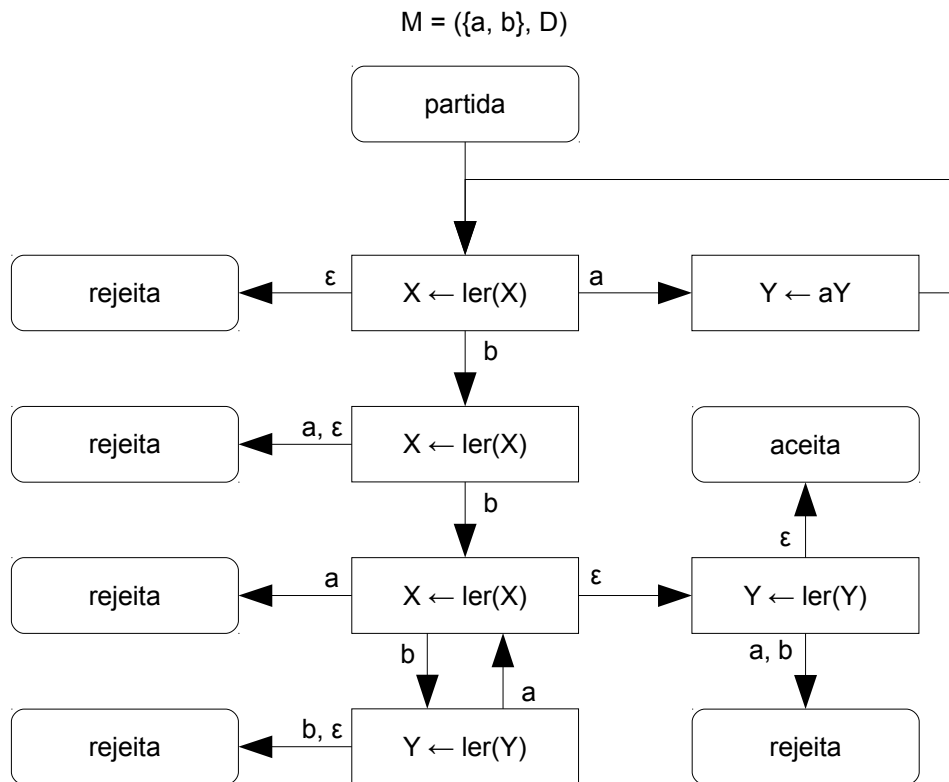 M = ({a, b}, D)
partida
rejeita
ε
X ← ler(X)
a
Y ← aY
b
rejeita
a, ε
X ← ler(X)
aceita
b
ε
rejeita
a
X ← ler(X)
ε
Y ← ler(Y)
b
a
a, b
rejeita
b, ε
Y ← ler(Y)
rejeita